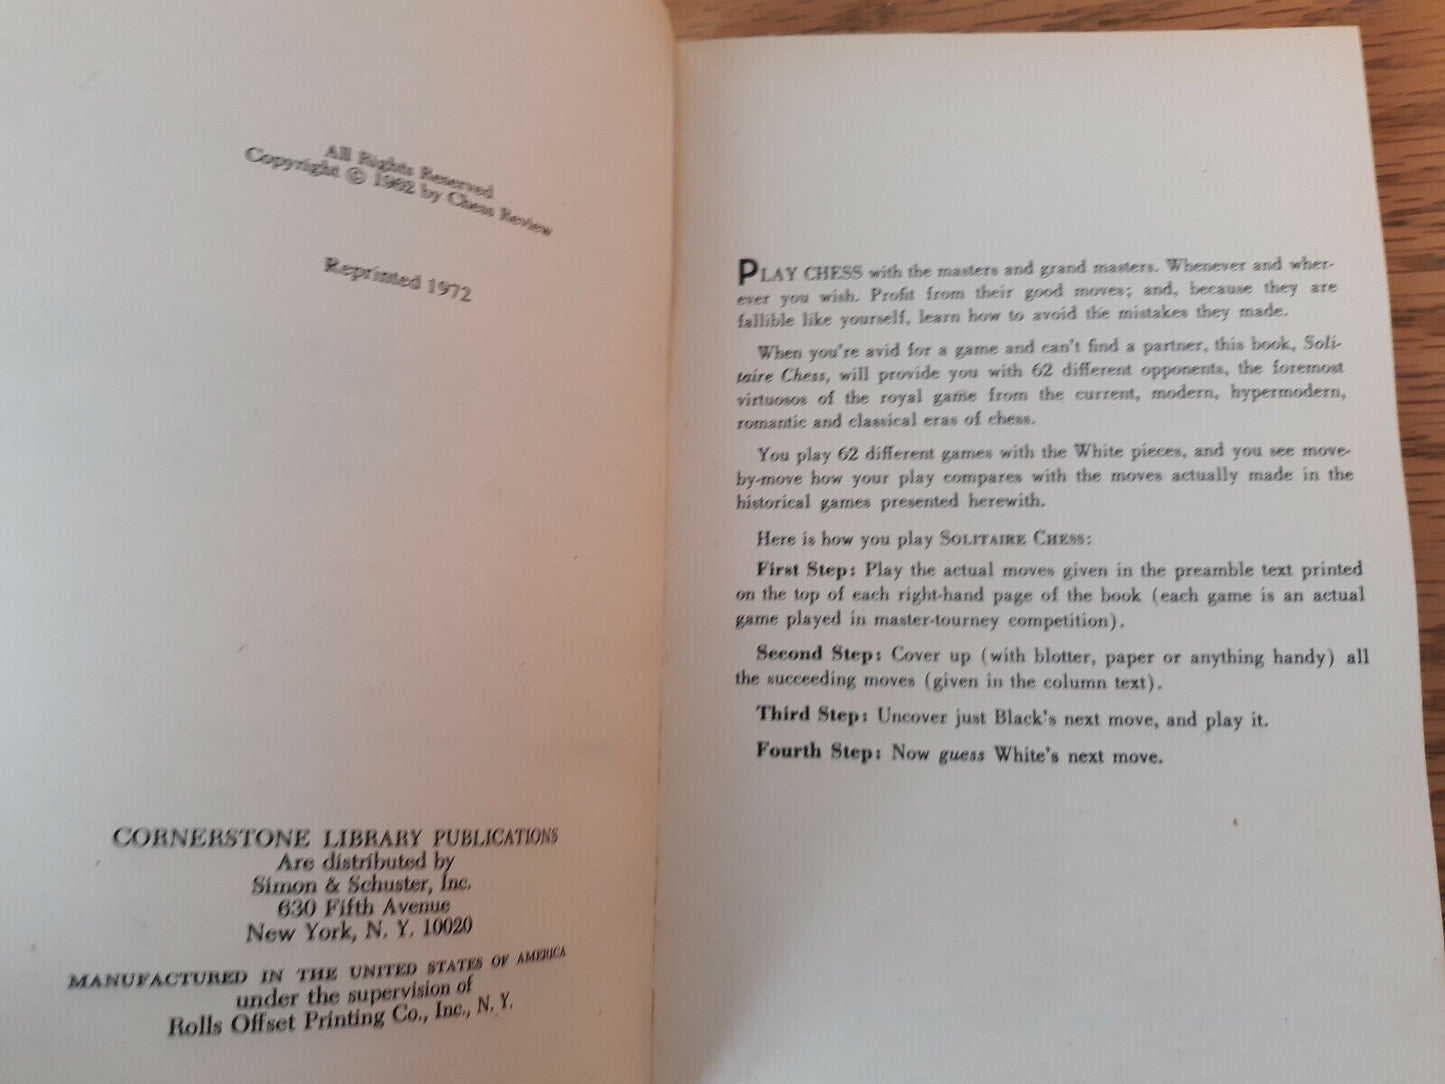 All Rights Reserved
Copyright © 1962 by Chess Review
Reprinted 1972
CORNERSTONE LIBRARY PUBLICATIONS
Are distributed by
Simon & Schuster, Inc.
630 Fifth Avenue
New York, N. Y. 10020
MANUFACTURED IN THE UNITED STATES OF AMERICA
under the supervision of
Rolls Offset Printing Co., Inc., N. Y.
PLAY CHESS with the masters and grand masters. Whenever and wher-
ever you wish. Profit from their good moves; and, because they are
fallible like yourself, learn how to avoid the mistakes they made.
When you're avid for a game and can't find a partner, this book, Soli-
taire Chess, will provide you with 62 different opponents, the foremost
virtuosos of the royal game from the current, modern, hypermodern,
romantic and classical eras of chess.
You play 62 different games with the White pieces, and you see move-
by-move how your play compares with the moves actually made in the
historical games presented herewith.
Here is how you play SOLITAIRE CHESS:
First Step: Play the actual moves given in the preamble text printed
on the top of each right-hand page of the book (each game is an actual
game played in master-tourney competition).
Second Step: Cover up (with blotter, paper or anything handy) all
the succeeding moves (given in the column text).
Third Step: Uncover just Black's next move, and play it.
Fourth Step: Now guess White's next move.